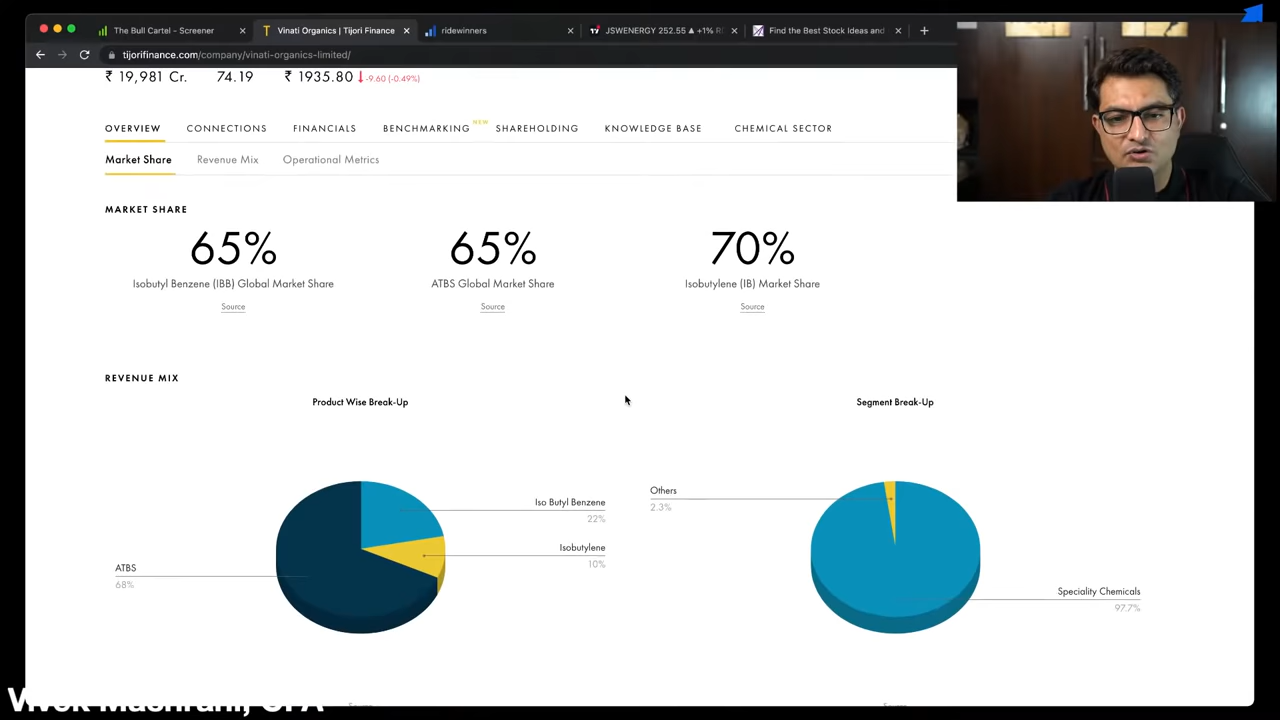 The Bull Cartel - Screener
Vinati Organics | Tijori Finance
ridewinners
JSWENERGY 252.55 ▲ +1%
Find the Best Stock Ideas and
tijorifinance.com/company/vinati-organics-limited/
₹ 19,981 Cr. 74.19 ₹ 1935.80 -9.60 (-0.49%)
OVERVIEW CONNECTIONS FINANCIALS BENCHMARKING NEW SHAREHOLDING KNOWLEDGE BASE CHEMICAL SECTOR
Market Share Revenue Mix Operational Metrics
MARKET SHARE
65% 65% 70%
Isobutyl Benzene (IBB) Global Market Share ATBS Global Market Share Isobutylene (IB) Market Share
Source Source Source
REVENUE MIX
Product Wise Break-Up Segment Break-Up
Iso Butyl Benzene
22%
Isobutylene
10%
ATBS
68%
Others
2.3%
Speciality Chemicals
97.7%